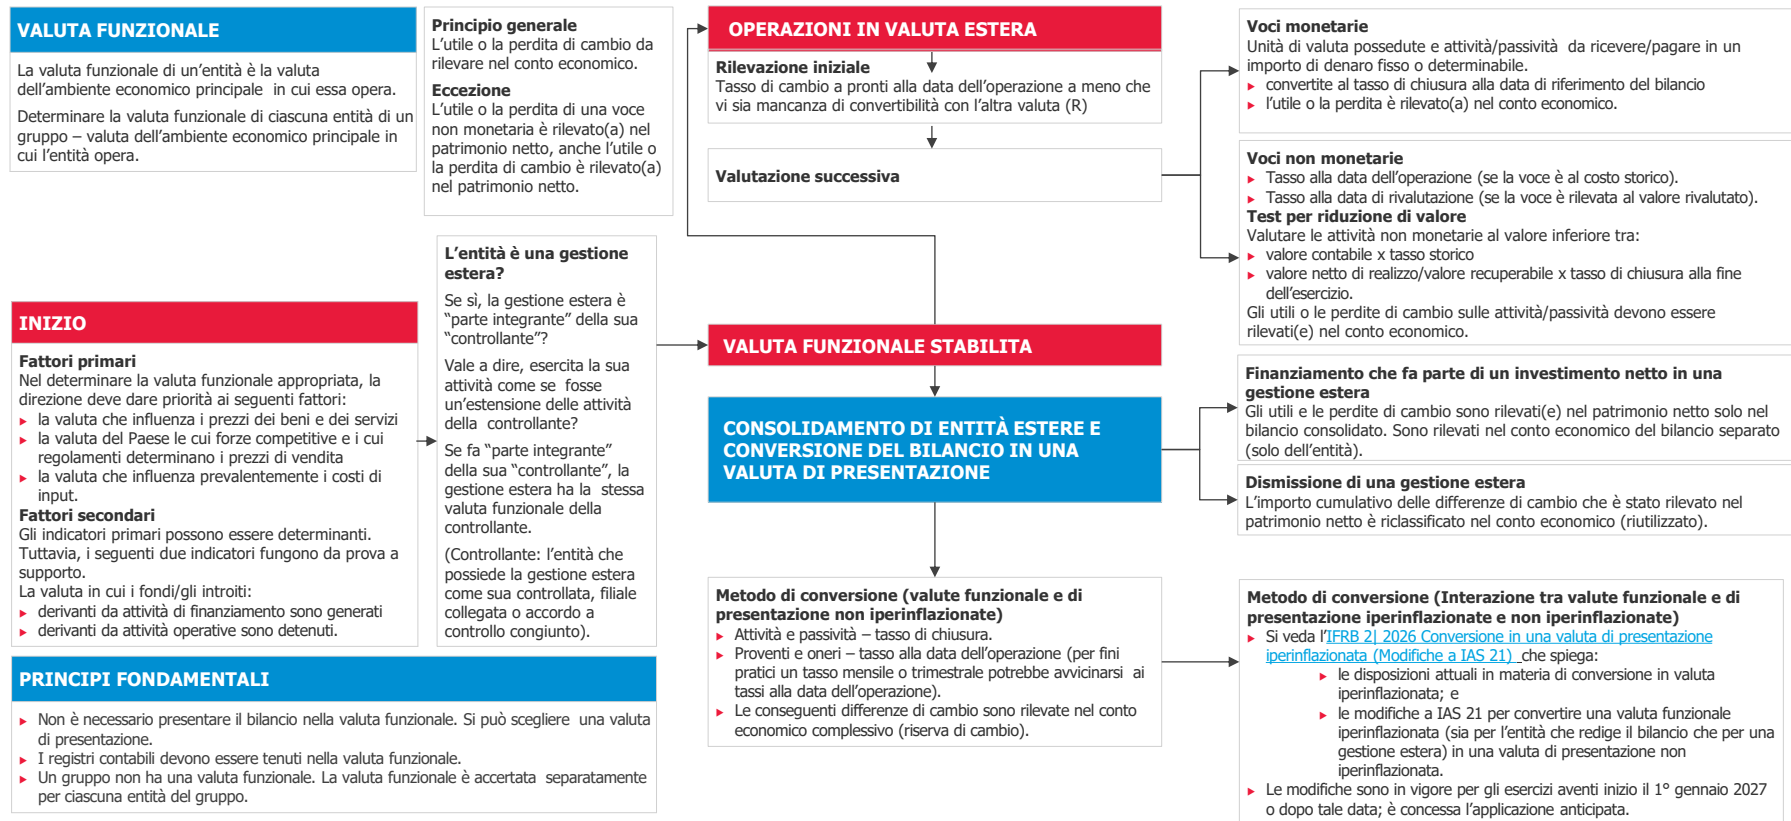 VALUTA FUNZIONALE
La valuta funzionale di un’entità è la valuta
dell’ambiente economico principale in cui essa opera.
Determinare la valuta funzionale di ciascuna entità di un
gruppo – valuta dell’ambiente economico principale in
cui l’entità opera.
Principio generale
L’utile o la perdita di cambio da
rilevare nel conto economico.
Eccezione
L’utile o la perdita di una voce
non monetaria è rilevato(a) nel
patrimonio netto, anche l’utile o
la perdita di cambio è rilevato(a)
nel patrimonio netto.
OPERAZIONI IN VALUTA ESTERA
Rilevazione iniziale
Tasso di cambio a pronti alla data dell’operazione a meno che
vi sia mancanza di convertibilità con l’altra valuta (R)
Valutazione successiva
Voci monetarie
Unità di valuta possedute e attività/passività da ricevere/pagare in un
importo di denaro fisso o determinabile.
► convertite al tasso di chiusura alla data di riferimento del bilancio
► l’utile o la perdita è rilevato(a) nel conto economico.
Voci non monetarie
► Tasso alla data dell’operazione (se la voce è al costo storico).
► Tasso alla data di rivalutazione (se la voce è rilevata al valore rivalutato).
Test per riduzione di valore
Valutare le attività non monetarie al valore inferiore tra:
► valore contabile x tasso storico
► valore netto di realizzo/valore recuperabile x tasso di chiusura alla fine
dell’esercizio.
Gli utili o le perdite di cambio sulle attività/passività devono essere
rilevati(e) nel conto economico.
INIZIO
Fattori primari
Nel determinare la valuta funzionale appropriata, la
direzione deve dare priorità ai seguenti fattori:
► la valuta che influenza i prezzi dei beni e dei servizi
► la valuta del Paese le cui forze competitive e i cui
regolamenti determinano i prezzi di vendita
► la valuta che influenza prevalentemente i costi di
input.
Fattori secondari
Gli indicatori primari possono essere determinanti.
Tuttavia, i seguenti due indicatori fungono da prova a
supporto.
La valuta in cui i fondi/gli introiti:
► derivanti da attività di finanziamento sono generati
► derivanti da attività operative sono detenuti.
L’entità è una gestione
estera?
Se sì, la gestione estera è
“parte integrante” della sua
“controllante”?
Vale a dire, esercita la sua
attività come se fosse
un’estensione delle attività
della controllante?
Se fa “parte integrante”
della sua “controllante”, la
gestione estera ha la stessa
valuta funzionale della
controllante.
(Controllante: l’entità che
possiede la gestione estera
come sua controllata, filiale
collegata o accordo a
controllo congiunto).
VALUTA FUNZIONALE STABILITA
CONSOLIDAMENTO DI ENTITÀ ESTERE E
CONVERSIONE DEL BILANCIO IN UNA
VALUTA DI PRESENTAZIONE
Finanziamento che fa parte di un investimento netto in una
gestione estera
Gli utili e le perdite di cambio sono rilevati(e) nel patrimonio netto solo nel
bilancio consolidato. Sono rilevati nel conto economico del bilancio separato
(solo dell’entità).
Dismissione di una gestione estera
L’importo cumulativo delle differenze di cambio che è stato rilevato nel
patrimonio netto è riclassificato nel conto economico (riutilizzato).
PRINCIPI FONDAMENTALI
► Non è necessario presentare il bilancio nella valuta funzionale. Si può scegliere una valuta
di presentazione.
► I registri contabili devono essere tenuti nella valuta funzionale.
► Un gruppo non ha una valuta funzionale. La valuta funzionale è accertata separatamente
per ciascuna entità del gruppo.
Metodo di conversione (valute funzionale e di
presentazione non iperinflazionate)
► Attività e passività – tasso di chiusura.
► Proventi e oneri – tasso alla data dell’operazione (per fini
pratici un tasso mensile o trimestrale potrebbe avvicinarsi ai
tassi alla data dell’operazione).
► Le conseguenti differenze di cambio sono rilevate nel conto
economico complessivo (riserva di cambio).
Metodo di conversione (Interazione tra valute funzionale e di
presentazione iperinflazionate e non iperinflazionate)
► Si veda l’IFRB 2| 2026 Conversione in una valuta di presentazione
iperinflazionata (Modifiche a IAS 21) che spiega:
► le disposizioni attuali in materia di conversione in valuta
iperinflazionata; e
► le modifiche a IAS 21 per convertire una valuta funzionale
iperinflazionata (sia per l’entità che redige il bilancio che per una
gestione estera) in una valuta di presentazione non
iperinflazionata.
► Le modifiche sono in vigore per gli esercizi aventi inizio il 1° gennaio 2027
o dopo tale data; è concessa l’applicazione anticipata.